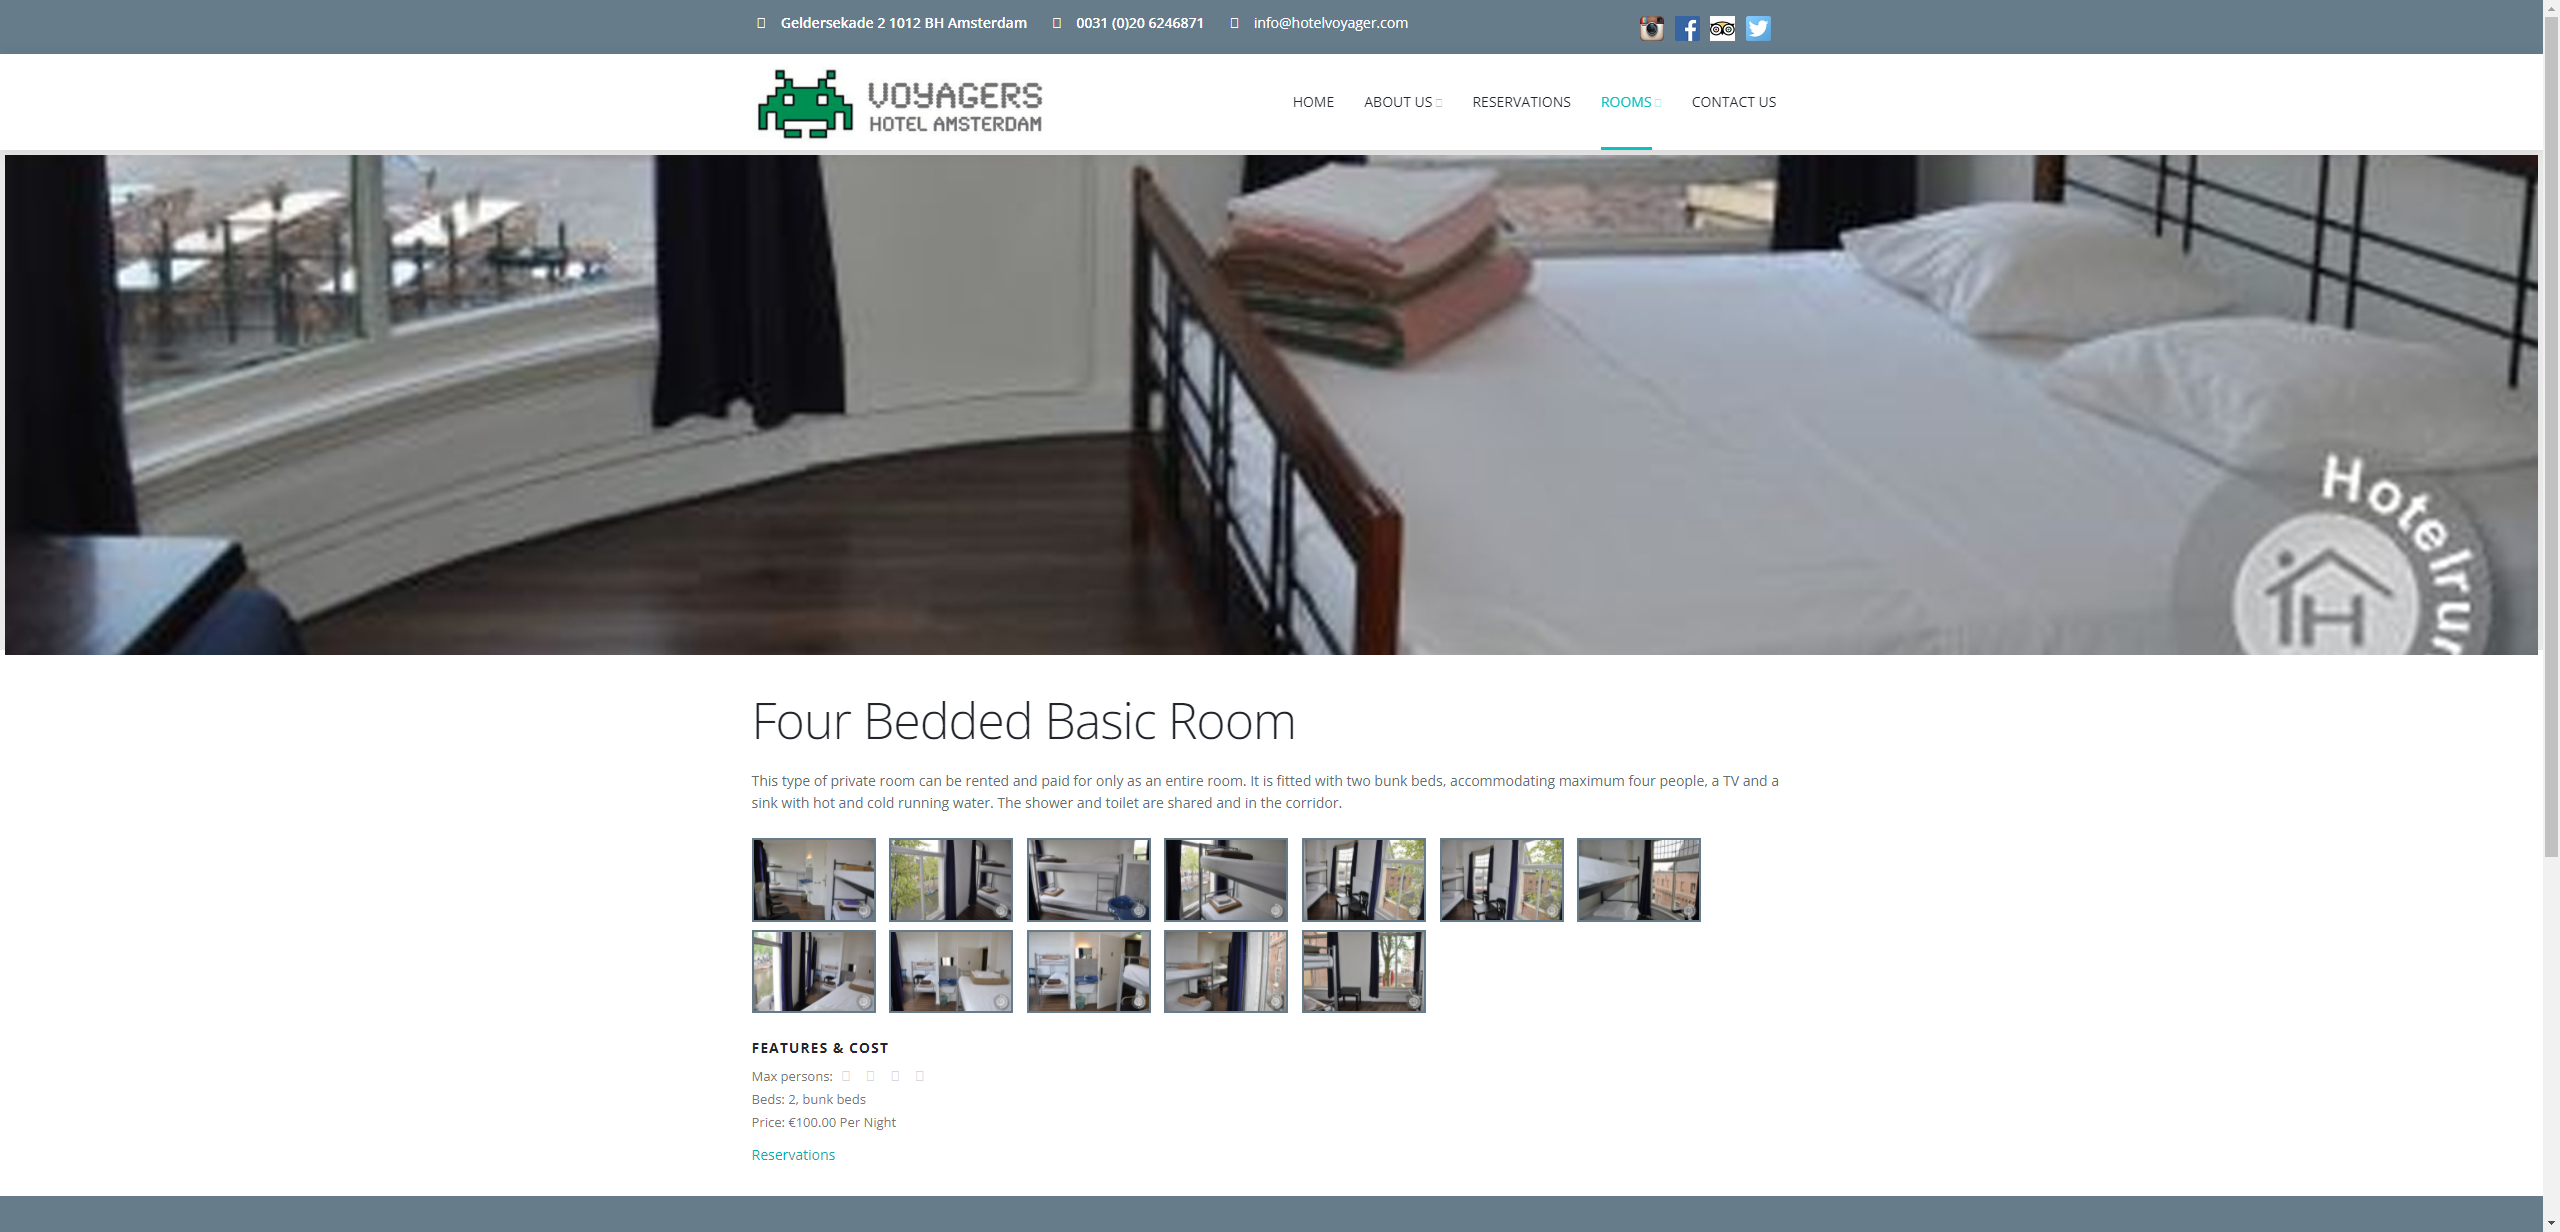 Geldersekade 2 1012 BH Amsterdam 0031 (0)20 6246871 info@hotelvoyager.com
VOYAGERS
HOTEL AMSTERDAM
HOME ABOUT US RESERVATIONS ROOMS CONTACT US
Four Bedded Basic Room
This type of private room can be rented and paid for only as an entire room. It is fitted with two bunk beds, accommodating maximum four people, a TV and a
sink with hot and cold running water. The shower and toilet are shared and in the corridor.
FEATURES & COST
Max persons:
Beds: 2, bunk beds
Price: €100.00 Per Night
Reservations